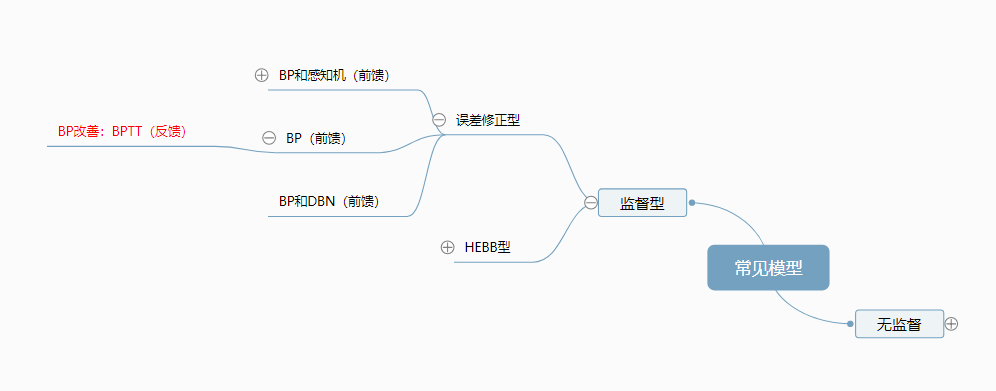 BP和感知机（前馈）
误差修正型
BP改善：BPTT（反馈）
BP（前馈）
BP和DBN（前馈）
监督型
HEBB型
常见模型
无监督